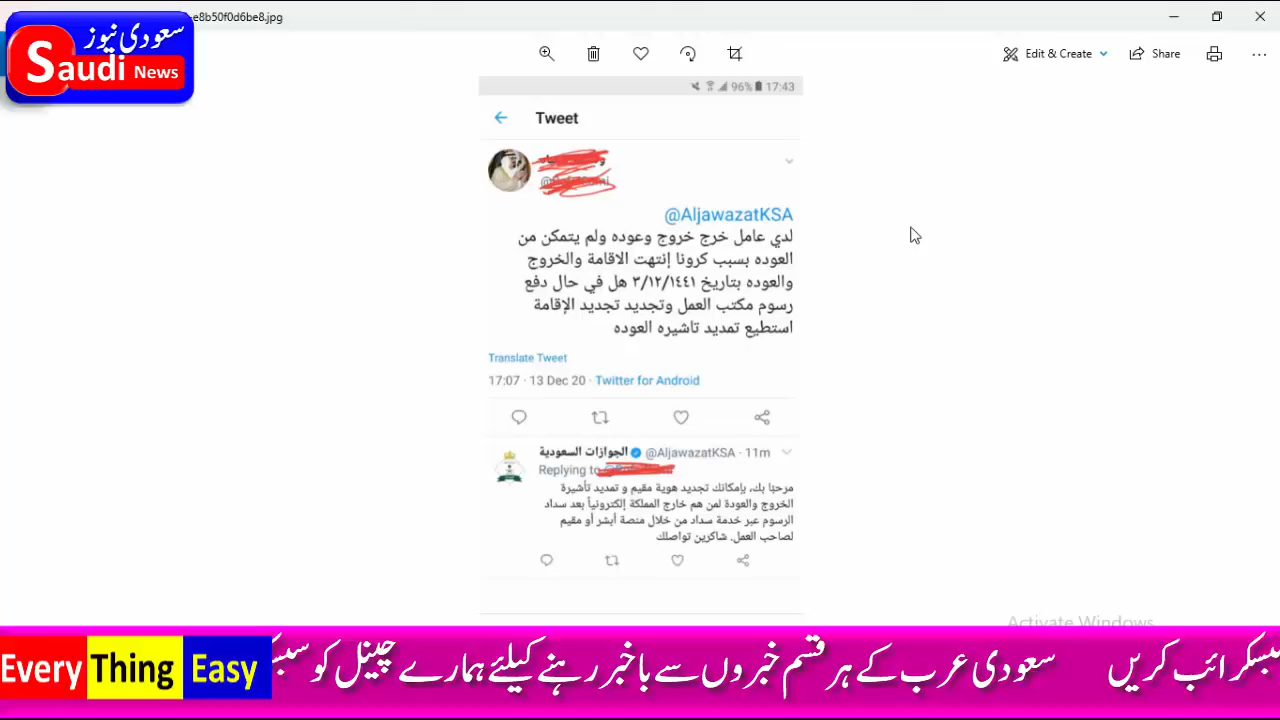 -e8b50f0d6be8.jpg
سعودی نیوز
Saudi News
Edit & Create
Share
96% 17:43
Tweet
@AljawazatKSA
لدي عامل خرج خروج وعوده ولم يتمكن من
العوده بسبب كرونا إنتهت الاقامة والخروج
والعوده بتاريخ ٣/١٢/١٤٤١ هل في حال دفع
رسوم مكتب العمل وتجديد تجديد الإقامة
استطيع تمديد تاشيره العوده
Translate Tweet
17:07 · 13 Dec 20 · Twitter for Android
الجوازات السعودية @AljawazatKSA · 11m
Replying to
مرحبًا بك، بإمكانك تجديد هوية مقيم و تمديد تأشيرة
الخروج والعودة لمن هم خارج المملكة إلكترونياً بعد سداد
الرسوم عبر خدمة سداد من خلال منصة أبشر أو مقيم
لصاحب العمل. شاكرين تواصلك
Activate Windows
Every Thing Easy
سعودی عرب کے ہر قسم خبروں سے باخبر رہنے کیلئے ہمارے چینل کو
سبسکرائب کریں